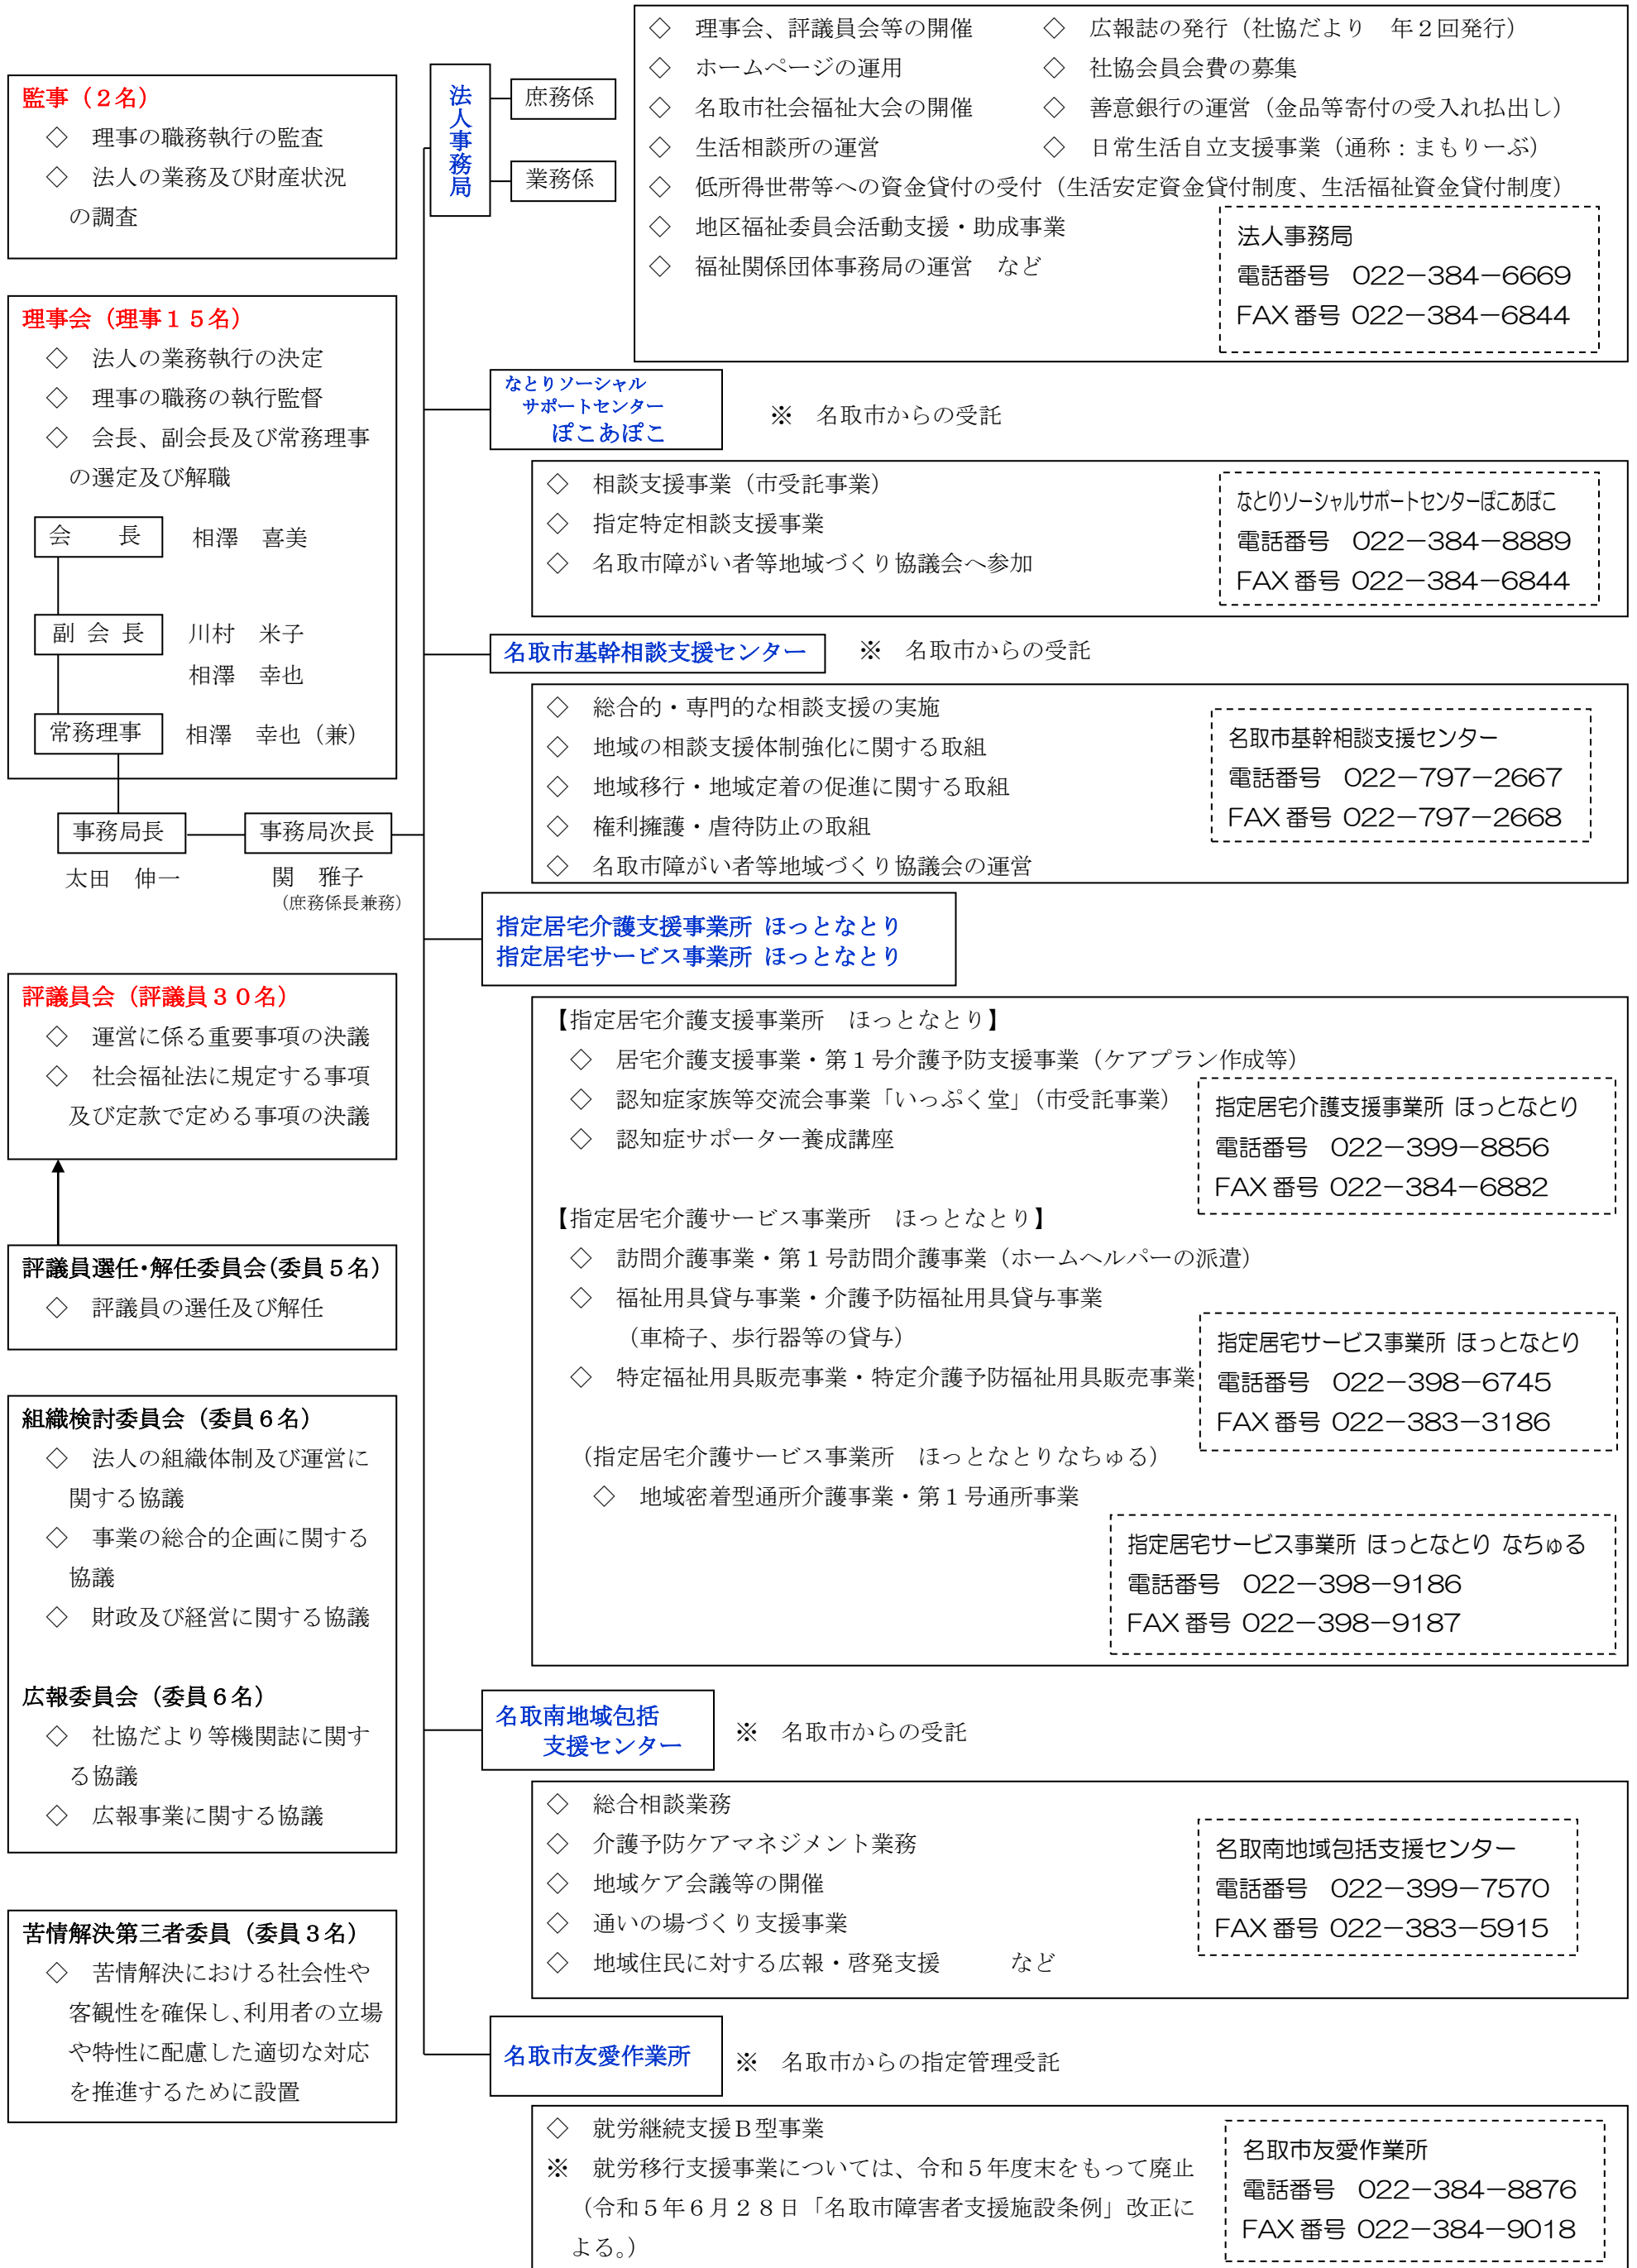 監事（２名）
◇　理事の職務執行の監査
◇　法人の業務及び財産状況
の調査
理事会（理事１５名）
◇　法人の業務執行の決定
◇　理事の職務の執行監督
◇　会長、副会長及び常務理事
の選定及び解職
会　　長　相澤　喜美
副 会 長　川村　米子
相澤　幸也
常務理事　相澤　幸也（兼）
事務局長　事務局次長
太田　伸一　関　雅子
（庶務係長兼務）
評議員会（評議員３０名）
◇　運営に係る重要事項の決議
◇　社会福祉法に規定する事項
及び定款で定める事項の決議
評議員選任・解任委員会（委員５名）
◇　評議員の選任及び解任
組織検討委員会（委員６名）
◇　法人の組織体制及び運営に
関する協議
◇　事業の総合的企画に関する
協議
◇　財政及び経営に関する協議
広報委員会（委員６名）
◇　社協だより等機関誌に関す
る協議
◇　広報事業に関する協議
苦情解決第三者委員（委員３名）
◇　苦情解決における社会性や
客観性を確保し、利用者の立場
や特性に配慮した適切な対応
を推進するために設置
法人事務局
庶務係
業務係
◇　理事会、評議員会等の開催　◇　広報誌の発行（社協だより　年２回発行）
◇　ホームページの運用　◇　社協会員会費の募集
◇　名取市社会福祉大会の開催　◇　善意銀行の運営（金品等寄付の受入れ払出し）
◇　生活相談所の運営　◇　日常生活自立支援事業（通称：まもりーぶ）
◇　低所得世帯等への資金貸付の受付（生活安定資金貸付制度、生活福祉資金貸付制度）
◇　地区福祉委員会活動支援・助成事業
◇　福祉関係団体事務局の運営　など
法人事務局
電話番号　022－384－6669
FAX 番号 022－384－6844
なとりソーシャル
サポートセンター
ぽこあぽこ
※　名取市からの受託
◇　相談支援事業（市受託事業）
◇　指定特定相談支援事業
◇　名取市障がい者等地域づくり協議会へ参加
なとりソーシャルサポートセンターぽこあぽこ
電話番号　022－384－8889
FAX 番号 022－384－6844
名取市基幹相談支援センター
※　名取市からの受託
◇　総合的・専門的な相談支援の実施
◇　地域の相談支援体制強化に関する取組
◇　地域移行・地域定着の促進に関する取組
◇　権利擁護・虐待防止の取組
◇　名取市障がい者等地域づくり協議会の運営
名取市基幹相談支援センター
電話番号　022－797－2667
FAX 番号 022－797－2668
指定居宅介護支援事業所 ほっとなとり
指定居宅サービス事業所 ほっとなとり
【指定居宅介護支援事業所　ほっとなとり】
◇　居宅介護支援事業・第１号介護予防支援事業（ケアプラン作成等）
◇　認知症家族等交流会事業「いっぷく堂」（市受託事業）
◇　認知症サポーター養成講座
指定居宅介護支援事業所 ほっとなとり
電話番号　022－399－8856
FAX 番号 022－384－6882
【指定居宅介護サービス事業所　ほっとなとり】
◇　訪問介護事業・第１号訪問介護事業（ホームヘルパーの派遣）
◇　福祉用具貸与事業・介護予防福祉用具貸与事業
（車椅子、歩行器等の貸与）
◇　特定福祉用具販売事業・特定介護予防福祉用具販売事業
指定居宅サービス事業所 ほっとなとり
電話番号　022－398－6745
FAX 番号 022－383－3186
（指定居宅介護サービス事業所　ほっとなとりなちゅる）
◇　地域密着型通所介護事業・第１号通所事業
指定居宅サービス事業所 ほっとなとり なちゅる
電話番号　022－398－9186
FAX 番号 022－398－9187
名取南地域包括
支援センター
※　名取市からの受託
◇　総合相談業務
◇　介護予防ケアマネジメント業務
◇　地域ケア会議等の開催
◇　通いの場づくり支援事業
◇　地域住民に対する広報・啓発支援　　　など
名取南地域包括支援センター
電話番号　022－399－7570
FAX 番号 022－383－5915
名取市友愛作業所
※　名取市からの指定管理受託
◇　就労継続支援Ｂ型事業
※　就労移行支援事業については、令和５年度末をもって廃止
（令和５年６月２８日「名取市障害者支援施設条例」改正に
よる。）
名取市友愛作業所
電話番号　022－384－8876
FAX 番号 022－384－9018